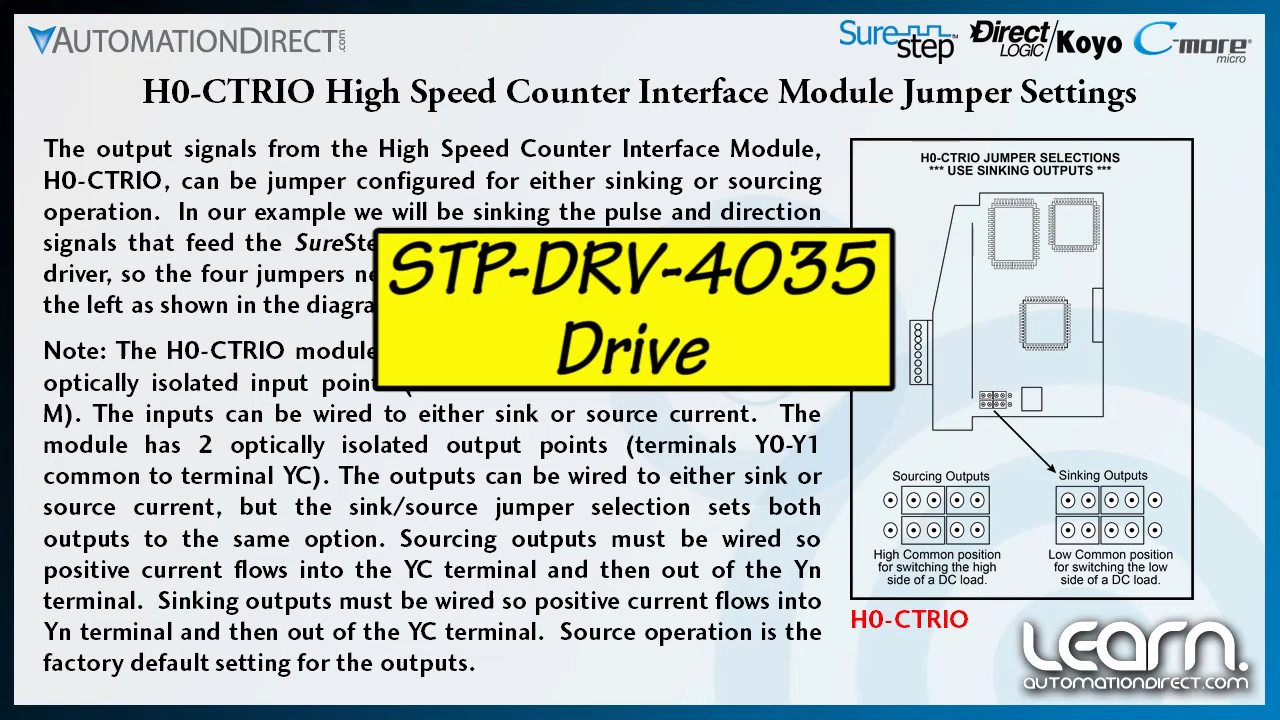 AUTOMATIONDIRECT.com
SureStep™
Direct LOGIC/Koyo
C-more micro
H0-CTRIO High Speed Counter Interface Module Jumper Settings
The output signals from the High Speed Counter Interface Module,
H0-CTRIO, can be jumper configured for either sinking or sourcing
operation. In our example we will be sinking the pulse and direction
signals that feed the
driver, so the four jumpers
the left as shown in the
STP-DRV-4035
Drive
Note: The H0-CTRIO module
optically isolated input
M). The inputs can be wired to either sink or source current. The
module has 2 optically isolated output points (terminals Y0-Y1
common to terminal YC). The outputs can be wired to either sink or
source current, but the sink/source jumper selection sets both
outputs to the same option. Sourcing outputs must be wired so
positive current flows into the YC terminal and then out of the Yn
terminal. Sinking outputs must be wired so positive current flows into
Yn terminal and then out of the YC terminal. Source operation is the
factory default setting for the outputs.
H0-CTRIO JUMPER SELECTIONS
*** USE SINKING OUTPUTS ***
Sourcing Outputs
High Common position
for switching the high
side of a DC load.
Sinking Outputs
Low Common position
for switching the low
side of a DC load.
H0-CTRIO
LEARN.
AUTOMATIONDIRECT.COM